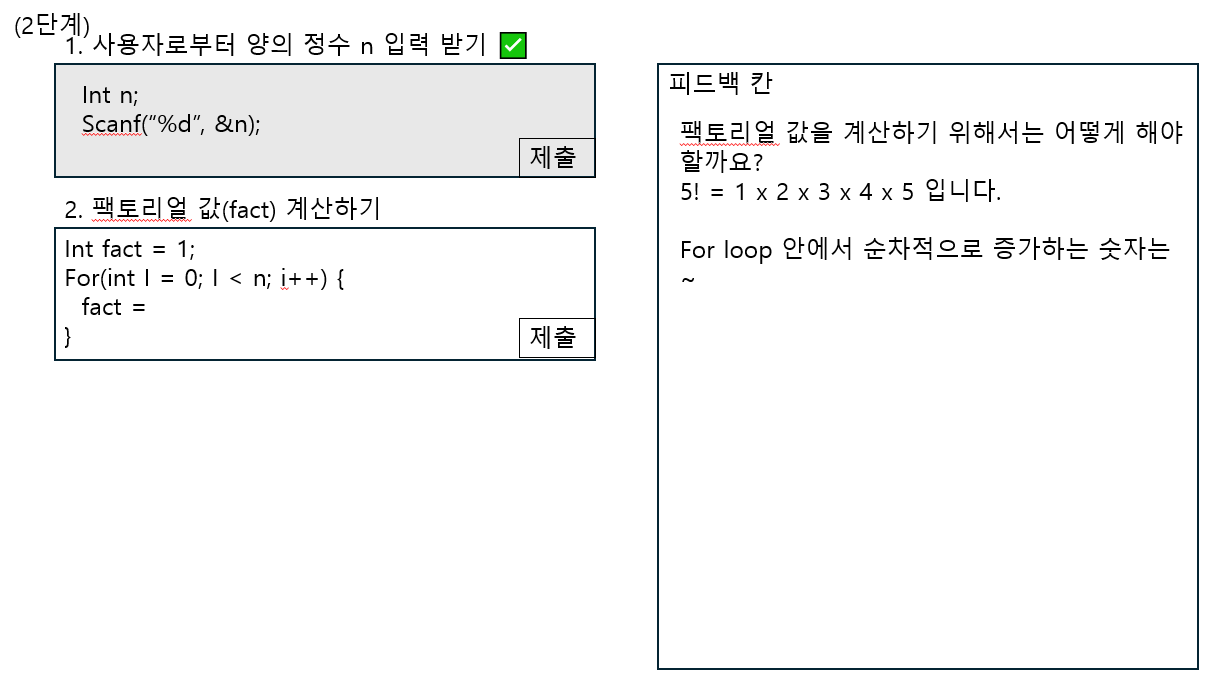 (2단계)
1. 사용자로부터 양의 정수 n 입력 받기 ✅
Int n;
Scanf(“%d”, &n);
제출
2. 팩토리얼 값(fact) 계산하기
Int fact = 1;
For(int I = 0; I < n; i++) {
fact =
}
제출
피드백 칸
팩토리얼 값을 계산하기 위해서는 어떻게 해야
할까요?
5! = 1 x 2 x 3 x 4 x 5 입니다.
For loop 안에서 순차적으로 증가하는 숫자는
~